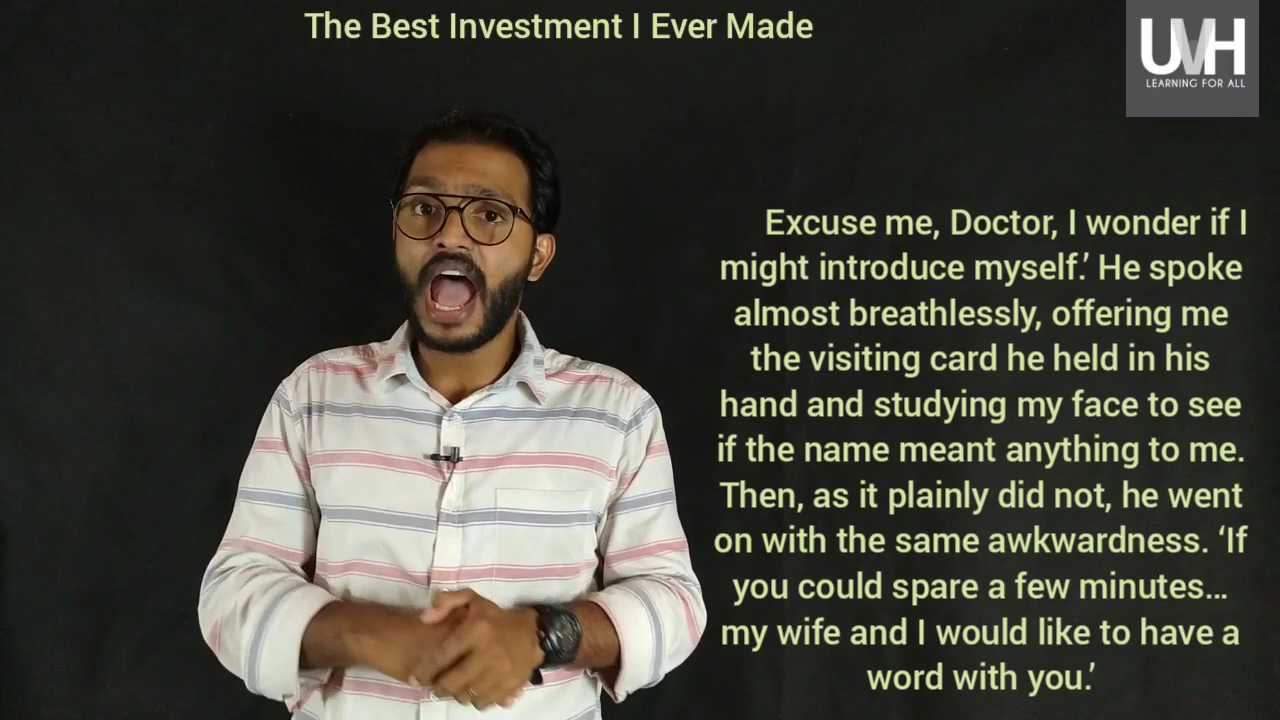 The Best Investment I Ever Made
UVH
LEARNING FOR ALL
Excuse me, Doctor, I wonder if I
might introduce myself.’ He spoke
almost breathlessly, offering me
the visiting card he held in his
hand and studying my face to see
if the name meant anything to me.
Then, as it plainly did not, he went
on with the same awkwardness. ‘If
you could spare a few minutes...
my wife and I would like to have a
word with you.’